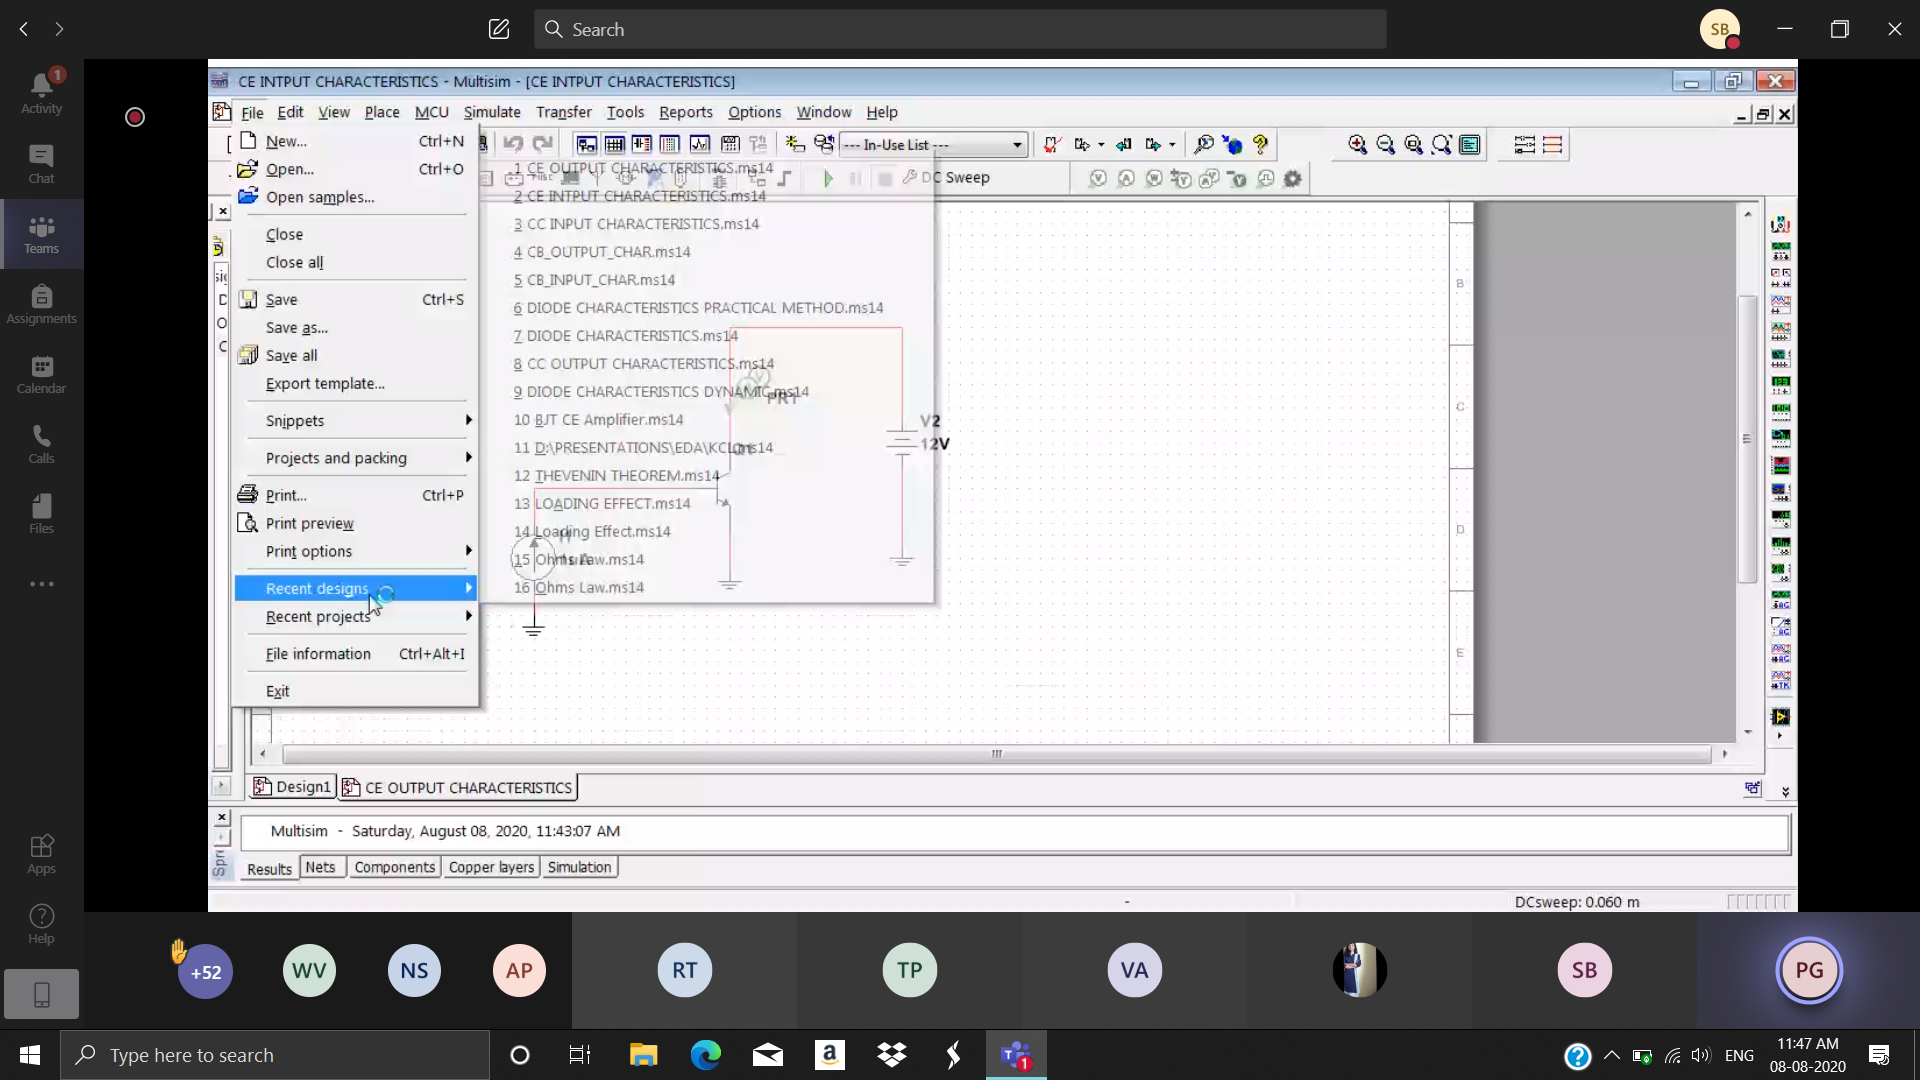 Search
SB
Activity
1
Chat
Teams
Assignments
Calendar
Calls
Files
Apps
Help
CE INTPUT CHARACTERISTICS - Multisim - [CE INTPUT CHARACTERISTICS]
File Edit View Place MCU Simulate Transfer Tools Reports Options Window Help
--- In-Use List ---
DC Sweep
New... Ctrl+N
Open... Ctrl+O
Open samples...
Close
Close all
Save Ctrl+S
Save as...
Save all
Export template...
Snippets
Projects and packing
Print... Ctrl+P
Print preview
Print options
Recent designs
Recent projects
File information Ctrl+Alt+I
Exit
1 CE OUTPUT CHARACTERISTICS.ms14
2 CE INTPUT CHARACTERISTICS.ms14
3 CC INPUT CHARACTERISTICS.ms14
4 CB_OUTPUT_CHAR.ms14
5 CB_INPUT_CHAR.ms14
6 DIODE CHARACTERISTICS PRACTICAL METHOD.ms14
7 DIODE CHARACTERISTICS.ms14
8 CC OUTPUT CHARACTERISTICS.ms14
9 DIODE CHARACTERISTICS DYNAMIC.ms14
10 BJT CE Amplifier.ms14
11 D:\PRESENTATIONS\EDA\KCL.ms14
12 THEVENIN THEOREM.ms14
13 LOADING EFFECT.ms14
14 Loading Effect.ms14
15 Ohms Law.ms14
16 Ohms Law.ms14
PR1
V2
12V
B
C
D
E
Design1 CE OUTPUT CHARACTERISTICS
Multisim - Saturday, August 08, 2020, 11:43:07 AM
Results Nets Components Copper layers Simulation
DCsweep: 0.060 m
+52 WV NS AP RT TP VA SB PG
Type here to search
1
ENG
11:47 AM
08-08-2020